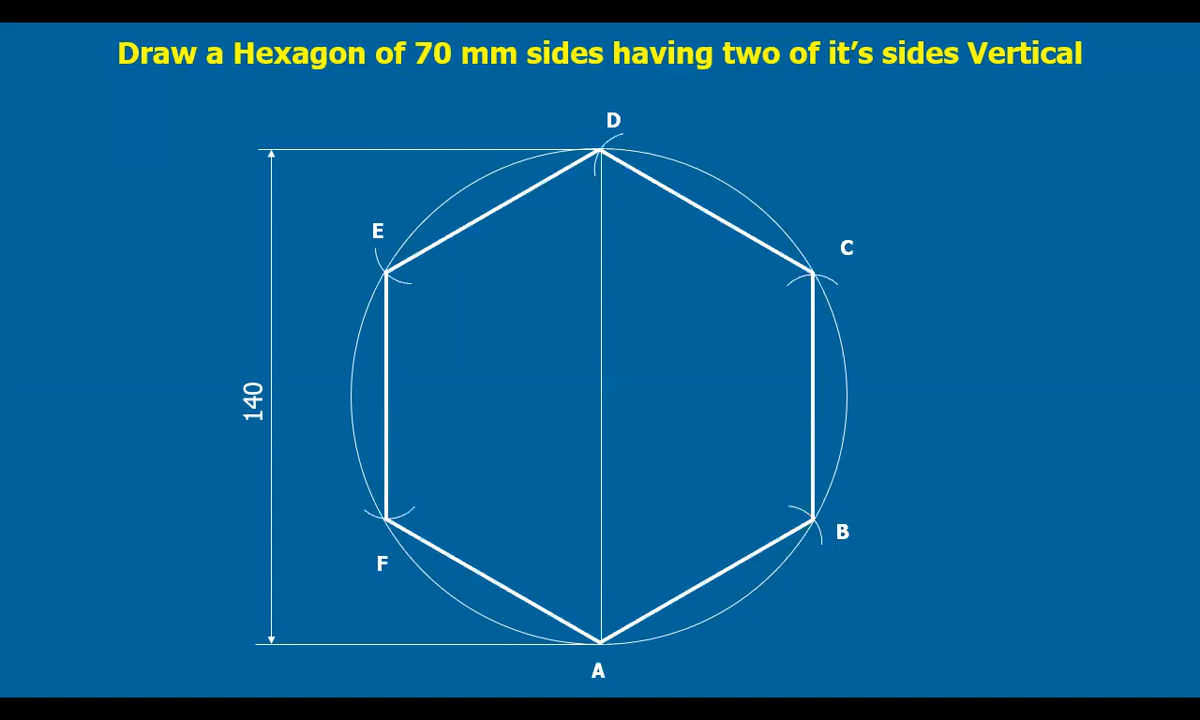 Draw a Hexagon of 70 mm sides having two of it’s sides Vertical
D
E
C
140
B
F
A